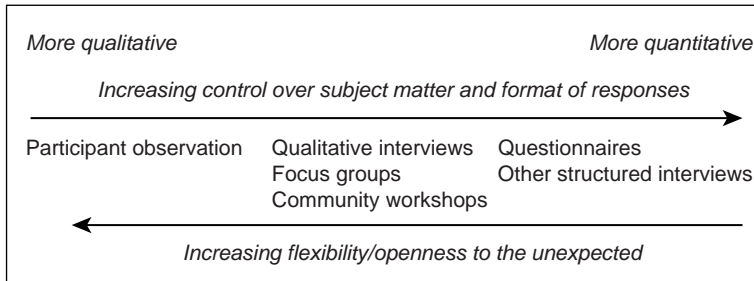 More qualitative More quantitative
Increasing control over subject matter and format of responses
Participant observation Qualitative interviews Questionnaires
Focus groups Other structured interviews
Community workshops
Increasing flexibility/openness to the unexpected